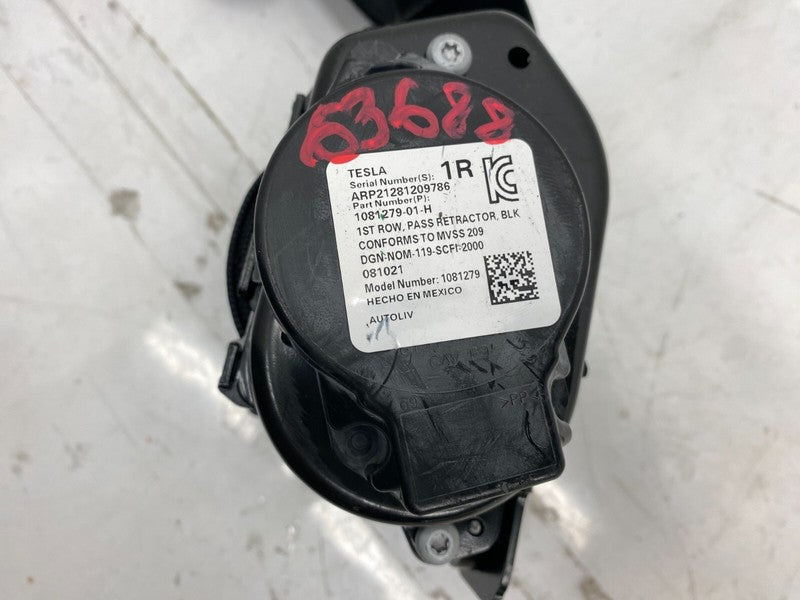 63688
TESLA 1R
Serial Number(S):
ARP21281209786
Part Number(P):
1081279-01-H
1ST ROW, PASS RETRACTOR, BLK
CONFORMS TO MVSS 209
DGN:NOM-119-SCFI-2000
081021
Model Number: 1081279
HECHO EN MEXICO
AUTOLIV
>PP<